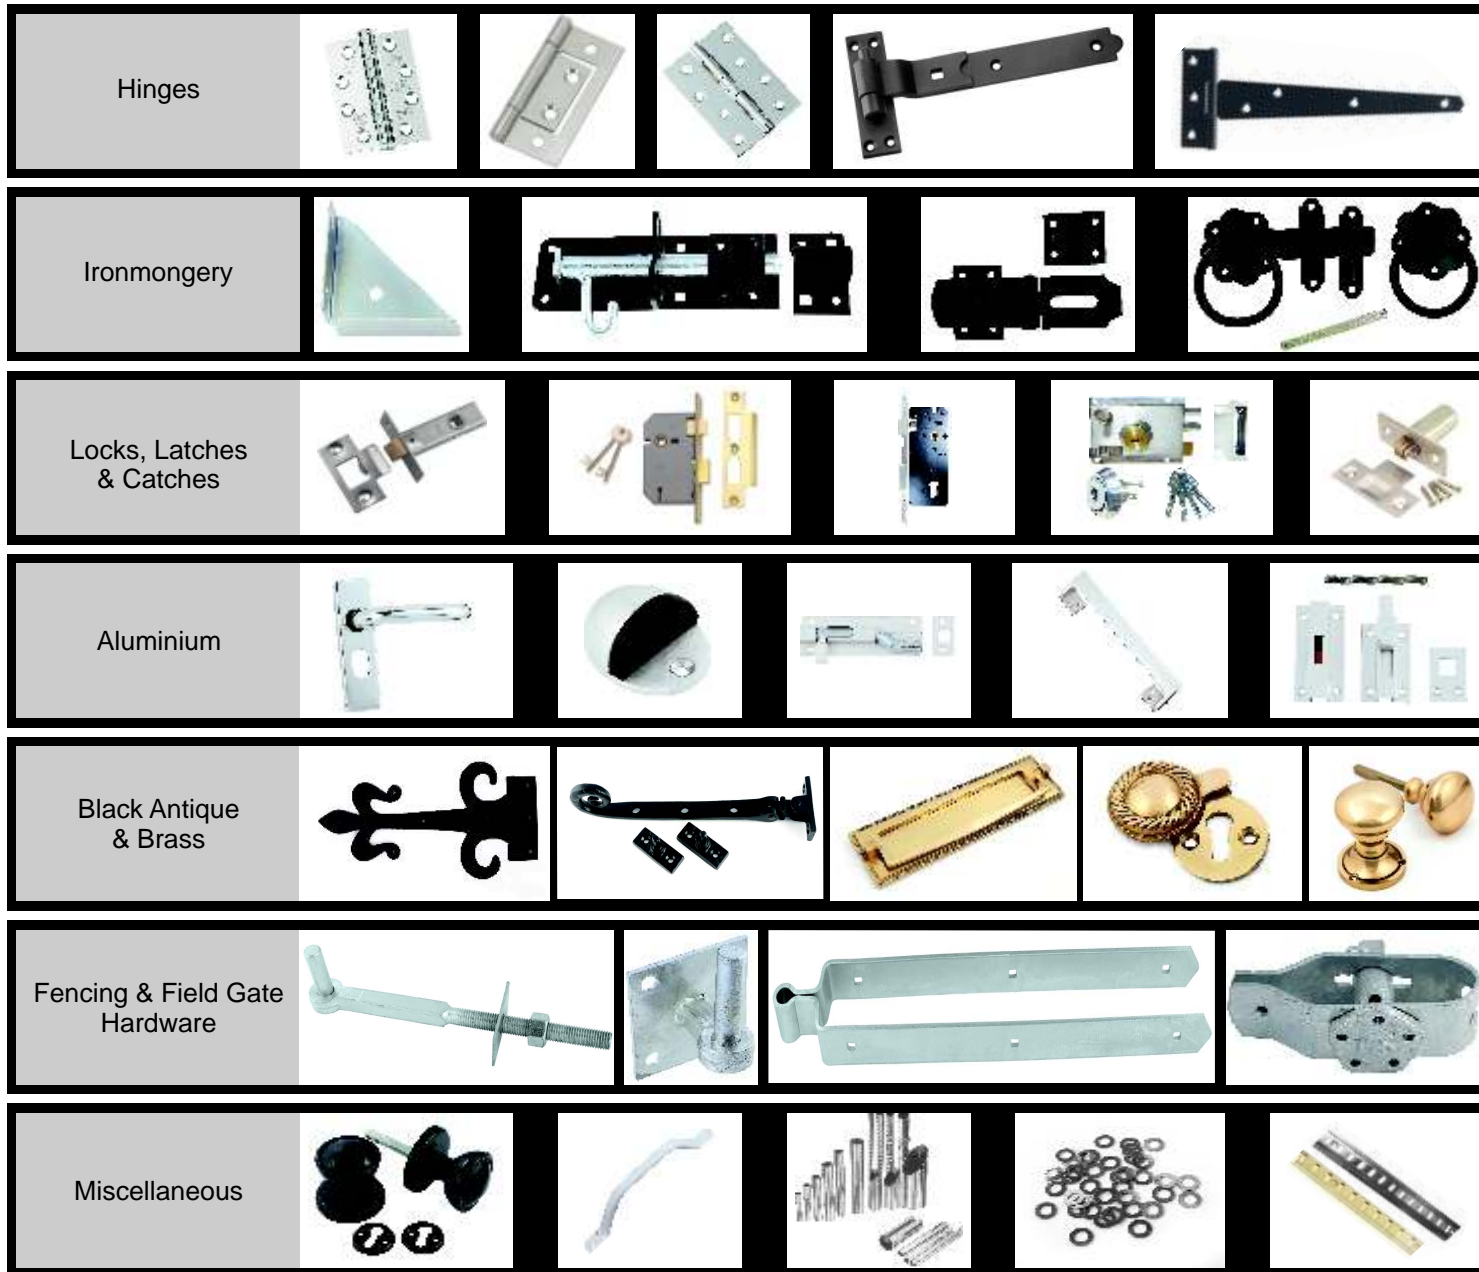 Hinges
Ironmongery
Locks, Latches
& Catches
Aluminium
Black Antique
& Brass
Fencing & Field Gate
Hardware
Miscellaneous